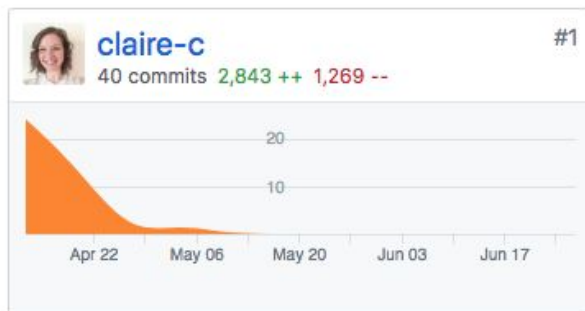 claire-c
#1
40 commits 2,843 ++ 1,269 --
20
10
Apr 22 May 06 May 20 Jun 03 Jun 17